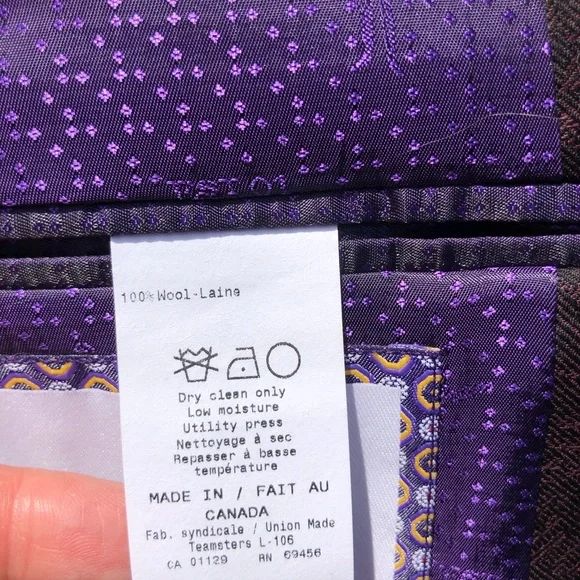 100% Wool-Laine
Dry clean only
Low moisture
Utility press
Nettoyage à sec
Repasser à basse
température
MADE IN / FAIT AU
CANADA
Fab. syndicale / Union Made
Teamsters L-106
CA 01129 RN 69456